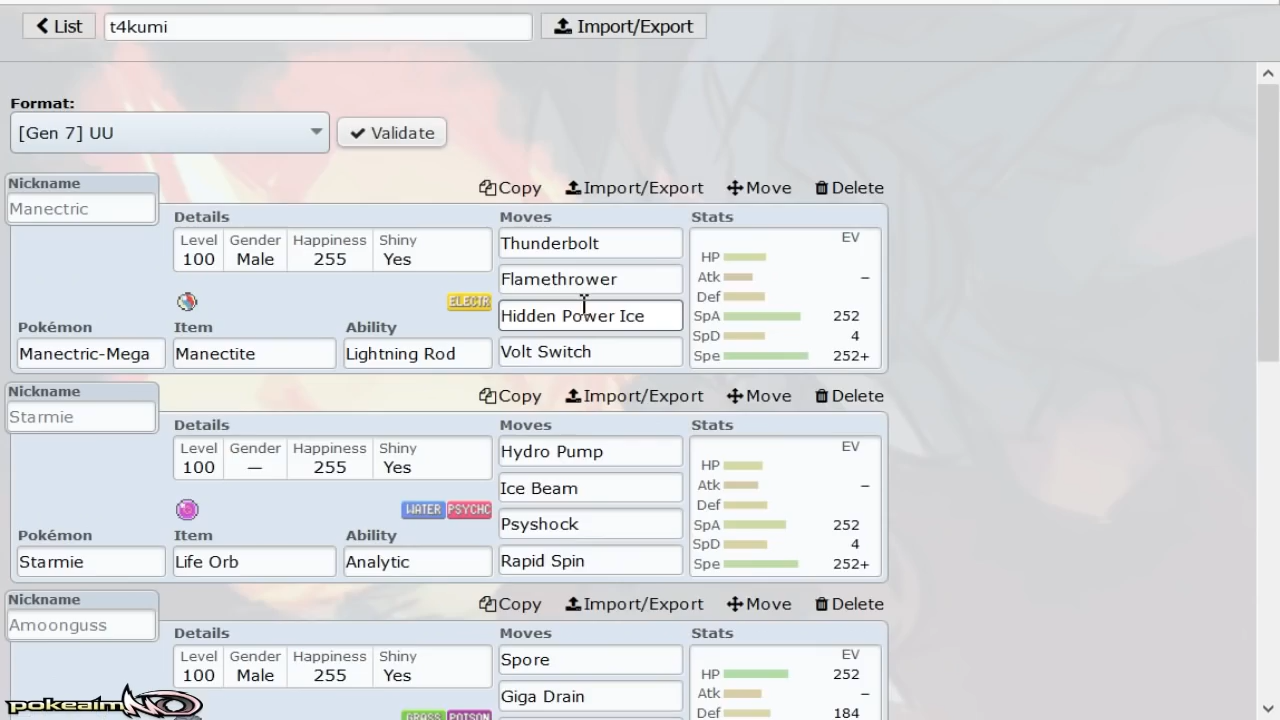 List
t4kumi
Import/Export
Format:
[Gen 7] UU
Validate
Nickname
Manectric
Copy Import/Export Move Delete
Details
Level Gender Happiness Shiny
100 Male 255 Yes
ELECTR
Pokémon Item Ability
Manectric-Mega Manectite Lightning Rod
Moves
Thunderbolt
Flamethrower
Hidden Power Ice
Volt Switch
Stats
EV
HP
Atk –
Def
SpA 252
SpD 4
Spe 252+
Nickname
Starmie
Copy Import/Export Move Delete
Details
Level Gender Happiness Shiny
100 — 255 Yes
WATER PSYCHC
Pokémon Item Ability
Starmie Life Orb Analytic
Moves
Hydro Pump
Ice Beam
Psyshock
Rapid Spin
Stats
EV
HP
Atk –
Def
SpA 252
SpD 4
Spe 252+
Nickname
Amoonguss
Copy Import/Export Move Delete
Details
Level Gender Happiness Shiny
100 Male 255 Yes
GRASS POISON
Moves
Spore
Giga Drain
Stats
EV
HP 252
Atk –
Def 184
pokeaimMD